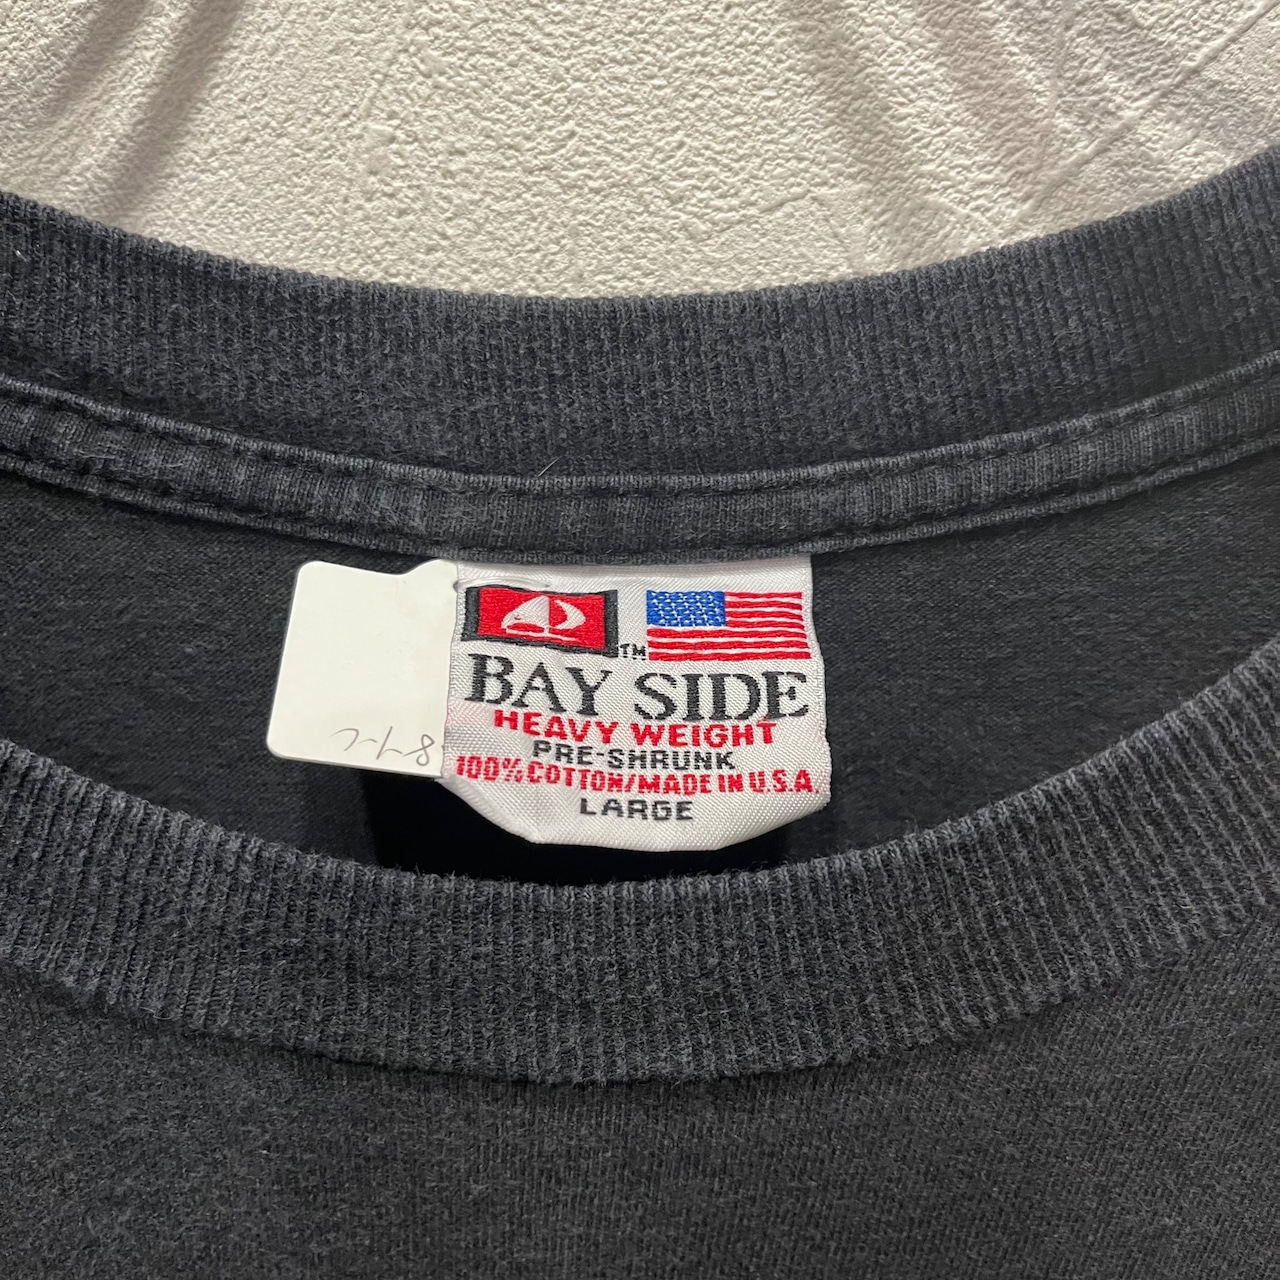 TM
BAY SIDE
HEAVY WEIGHT
PRE-SHRUNK
100% COTTON/MADE IN U.S.A.
LARGE